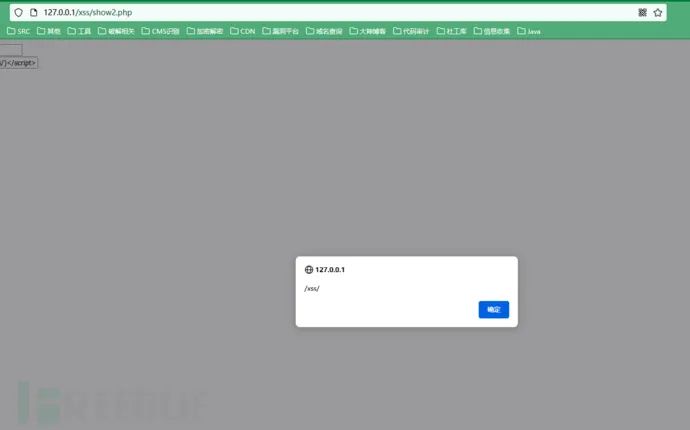 127.0.0.1/xss/show2.php
SRC 其他 工具 破解相关 CMS识别 加密解密 CDN 漏洞平台 域名查询 大神博客 代码审计 社工库 信息收集 Java
/)</script>
127.0.0.1
/xss/
确定
REEBUF